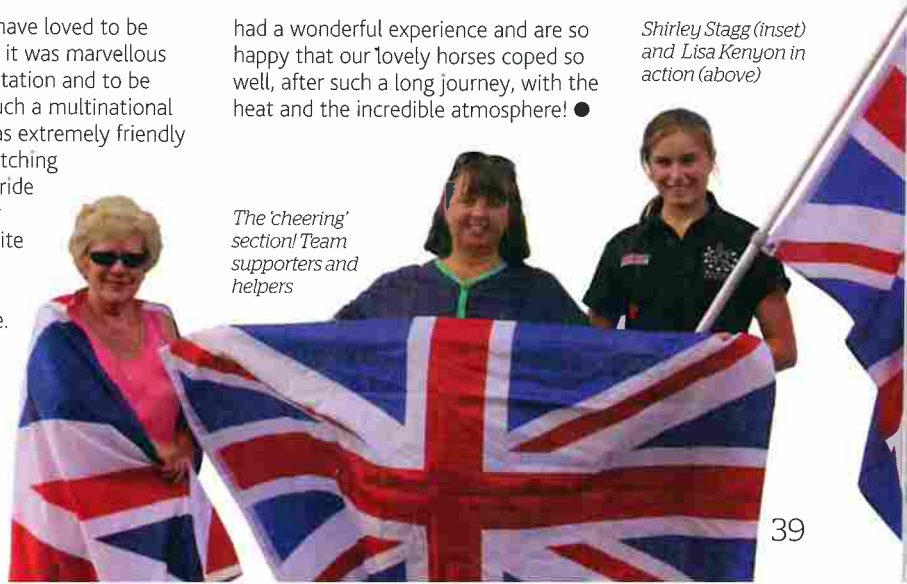 have loved to be
it was marvellous
tation and to be
uch a multinational
as extremely friendly
tching
ride
ite
e.
had a wonderful experience and are so
happy that our lovely horses coped so
well, after such a long journey, with the
heat and the incredible atmosphere! ●
The 'cheering'
section! Team
supporters and
helpers
Shirley Stagg (inset)
and Lisa Kenyon in
action (above)
39